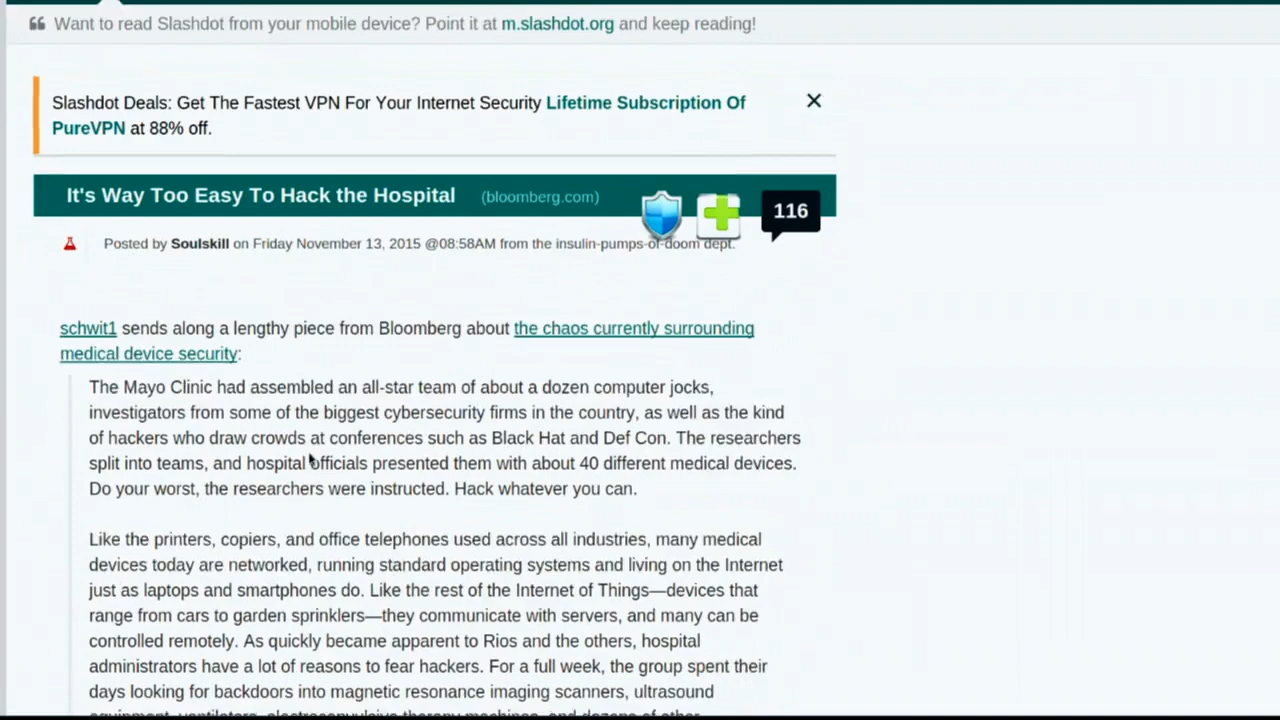 Want to read Slashdot from your mobile device? Point it at m.slashdot.org and keep reading!
Slashdot Deals: Get The Fastest VPN For Your Internet Security Lifetime Subscription Of
PureVPN at 88% off.
It's Way Too Easy To Hack the Hospital (bloomberg.com)
116
Posted by Soulskill on Friday November 13, 2015 @08:58AM from the insulin-pumps-of-doom dept.
schwit1 sends along a lengthy piece from Bloomberg about the chaos currently surrounding
medical device security:
The Mayo Clinic had assembled an all-star team of about a dozen computer jocks,
investigators from some of the biggest cybersecurity firms in the country, as well as the kind
of hackers who draw crowds at conferences such as Black Hat and Def Con. The researchers
split into teams, and hospital officials presented them with about 40 different medical devices.
Do your worst, the researchers were instructed. Hack whatever you can.
Like the printers, copiers, and office telephones used across all industries, many medical
devices today are networked, running standard operating systems and living on the Internet
just as laptops and smartphones do. Like the rest of the Internet of Things—devices that
range from cars to garden sprinklers—they communicate with servers, and many can be
controlled remotely. As quickly became apparent to Rios and the others, hospital
administrators have a lot of reasons to fear hackers. For a full week, the group spent their
days looking for backdoors into magnetic resonance imaging scanners, ultrasound
equipment, ventilators, electroconvulsive therapy machines, and dozens of other